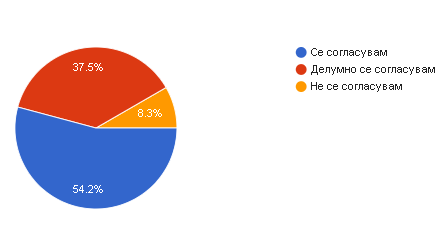 Се согласувам
Делумно се согласувам
Не се согласувам
37.5%
8.3%
54.2%